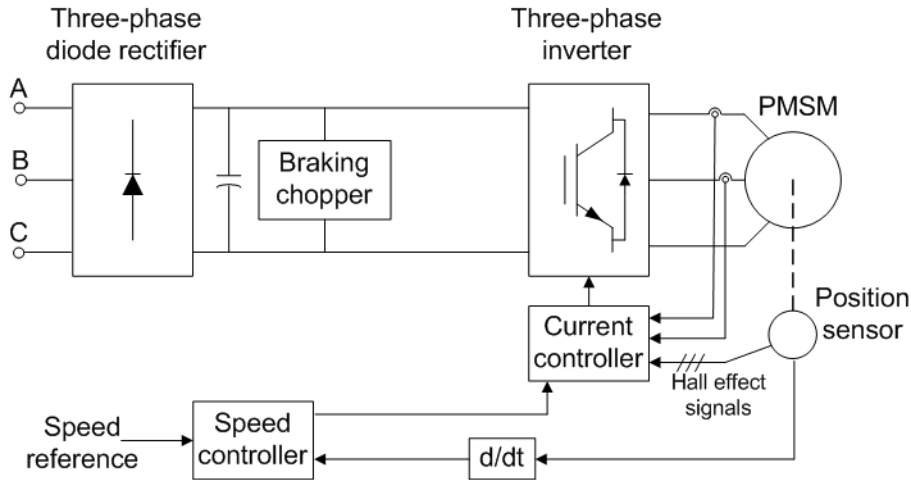 Three-phase
diode rectifier
Three-phase
inverter
A
PMSM
B
Braking
chopper
C
Position
sensor
Current
controller
Hall effect
signals
Speed
reference
Speed
controller
d/dt